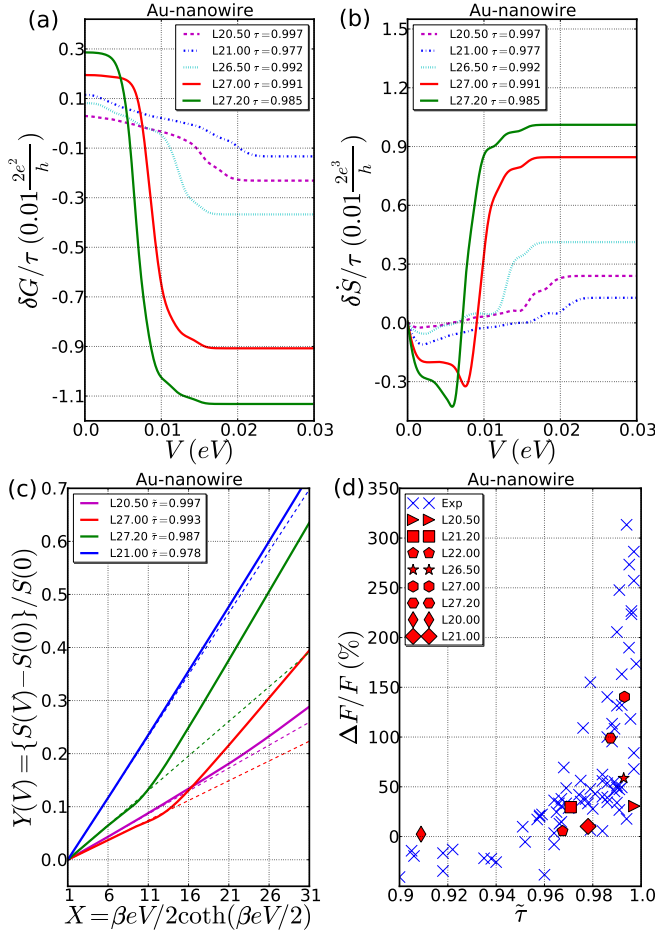 (a) Au-nanowire
L20.50 τ=0.997
L21.00 τ=0.977
L26.50 τ=0.992
L27.00 τ=0.991
L27.20 τ=0.985
0.3
0.1
-0.1
-0.3
-0.5
-0.7
-0.9
-1.1
δG/τ (0.01 2e²/h)
0.0 0.01 0.02 0.03
V (eV)
(b) Au-nanowire
L20.50 τ=0.997
L21.00 τ=0.977
L26.50 τ=0.992
L27.00 τ=0.991
L27.20 τ=0.985
1.5
1.2
0.9
0.6
0.3
0.0
-0.3
δṠ/τ (0.01 2e³/h)
0.0 0.01 0.02 0.03
V (eV)
(c) Au-nanowire
L20.50 τ̃=0.997
L27.00 τ̃=0.993
L27.20 τ̃=0.987
L21.00 τ̃=0.978
0.7
0.6
0.5
0.4
0.3
0.2
0.1
0.0
Y(V)={S(V)−S(0)}/S(0)
1 6 11 16 21 26 31
X=βeV/2coth(βeV/2)
(d) Au-nanowire
Exp
L20.50
L21.20
L22.00
L26.50
L27.00
L27.20
L20.00
L21.00
350
300
250
200
150
100
50
0
ΔF/F (%)
0.9 0.92 0.94 0.96 0.98 1.0
τ̃